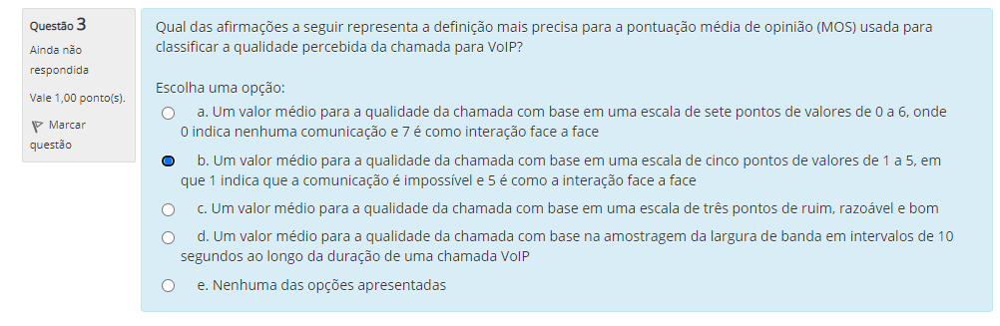 Questão 3
Ainda não
respondida
Vale 1,00 ponto(s).
Marcar
questão
Qual das afirmações a seguir representa a definição mais precisa para a pontuação média de opinião (MOS) usada para
classificar a qualidade percebida da chamada para VoIP?
Escolha uma opção:
a. Um valor médio para a qualidade da chamada com base em uma escala de sete pontos de valores de 0 a 6, onde
0 indica nenhuma comunicação e 7 é como interação face a face
b. Um valor médio para a qualidade da chamada com base em uma escala de cinco pontos de valores de 1 a 5, em
que 1 indica que a comunicação é impossível e 5 é como a interação face a face
c. Um valor médio para a qualidade da chamada com base em uma escala de três pontos de ruim, razoável e bom
d. Um valor médio para a qualidade da chamada com base na amostragem da largura de banda em intervalos de 10
segundos ao longo da duração de uma chamada VoIP
e. Nenhuma das opções apresentadas